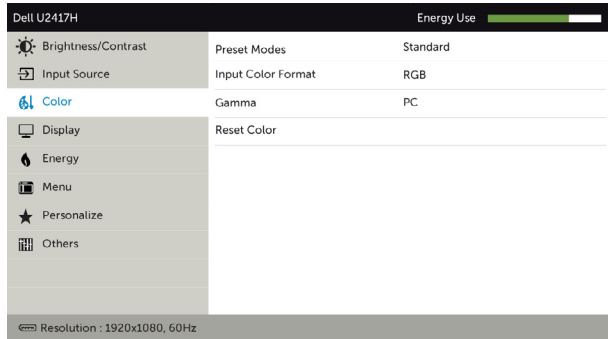 Dell U2417H Energy Use
Brightness/Contrast
Input Source
Color
Display
Energy
Menu
Personalize
Others
Preset Modes Standard
Input Color Format RGB
Gamma PC
Reset Color
Resolution : 1920x1080, 60Hz